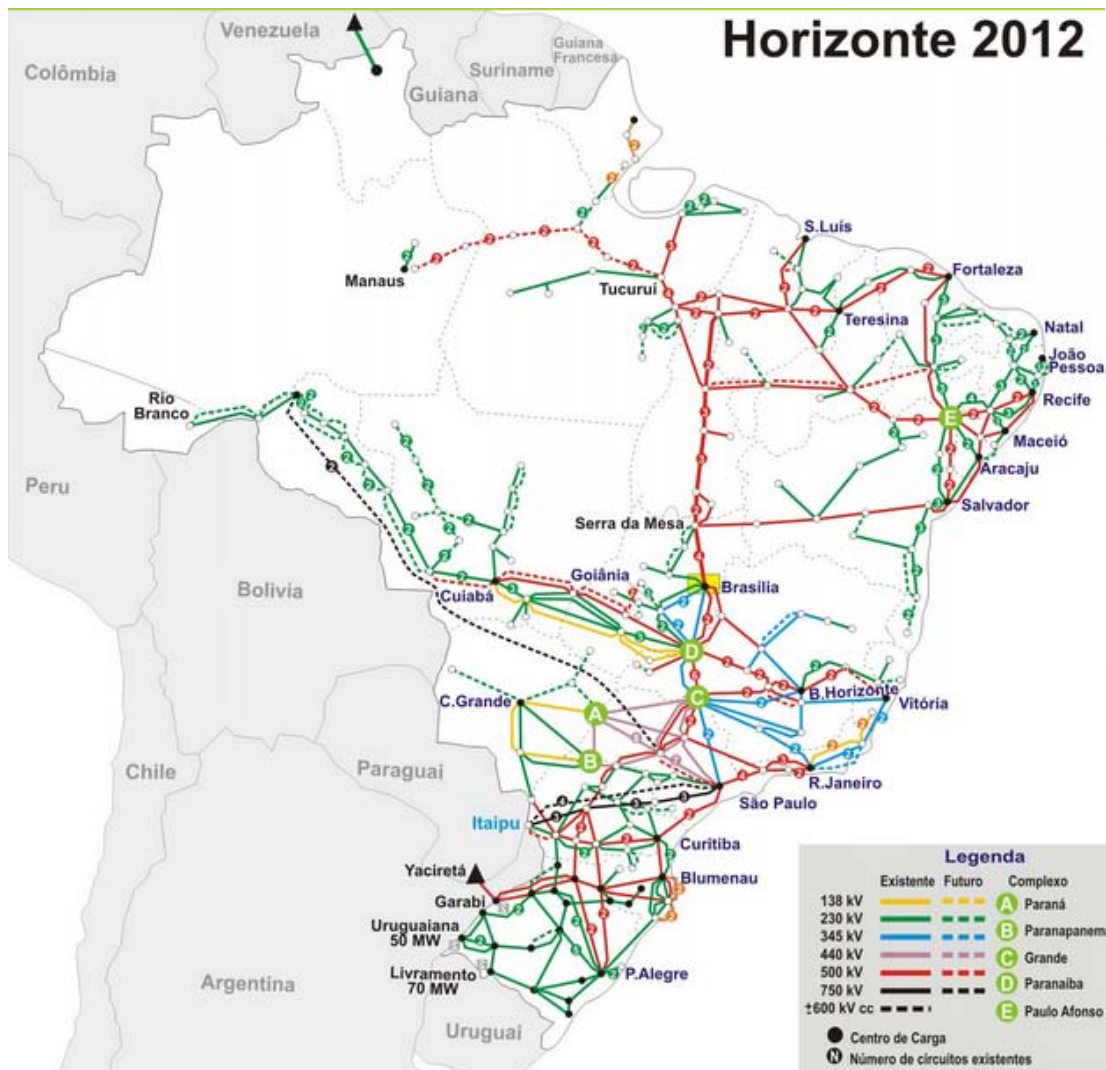 Horizonte 2012
Venezuela
Guiana
Francesa
Colômbia
Suriname
Guiana
S.Luís
Manaus
Tucuruí
Fortaleza
Teresina
Natal
João
Pessoa
Rio
Branco
Recife
E
Maceió
Aracaju
Peru
Salvador
Serra da Mesa
Bolivia
Goiânia
Brasília
Cuiabá
D
C.Grande
C
B.Horizonte
Vitória
A
Chile
Paraguai
B
R.Janeiro
São Paulo
Itaipu
Curitiba
Yaciretá
Blumenau
Garabi
Uruguaiana
50 MW
Livramento
70 MW
P.Alegre
Argentina
Uruguai
Legenda
Existente Futuro Complexo
138 kV A Paraná
230 kV
345 kV B Paranapanema
440 kV C Grande
500 kV D Paranaiba
750 kV
±600 kV cc E Paulo Afonso
Centro de Carga
N Número de circuitos existentes